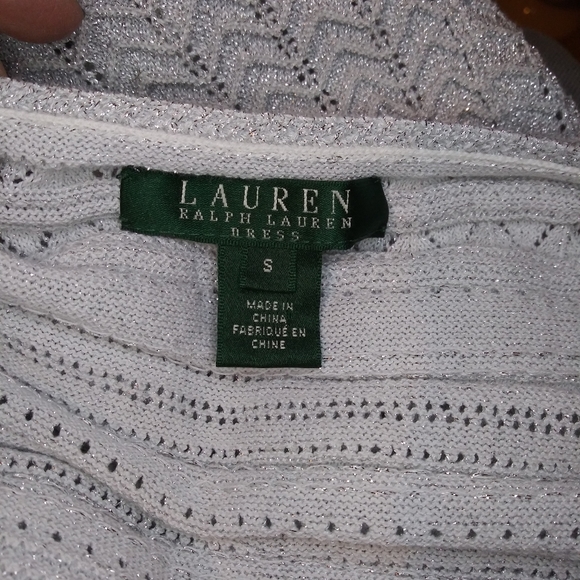 LAUREN
RALPH LAUREN
DRESS
S
MADE IN
CHINA
FABRIQUÉ EN
CHINE